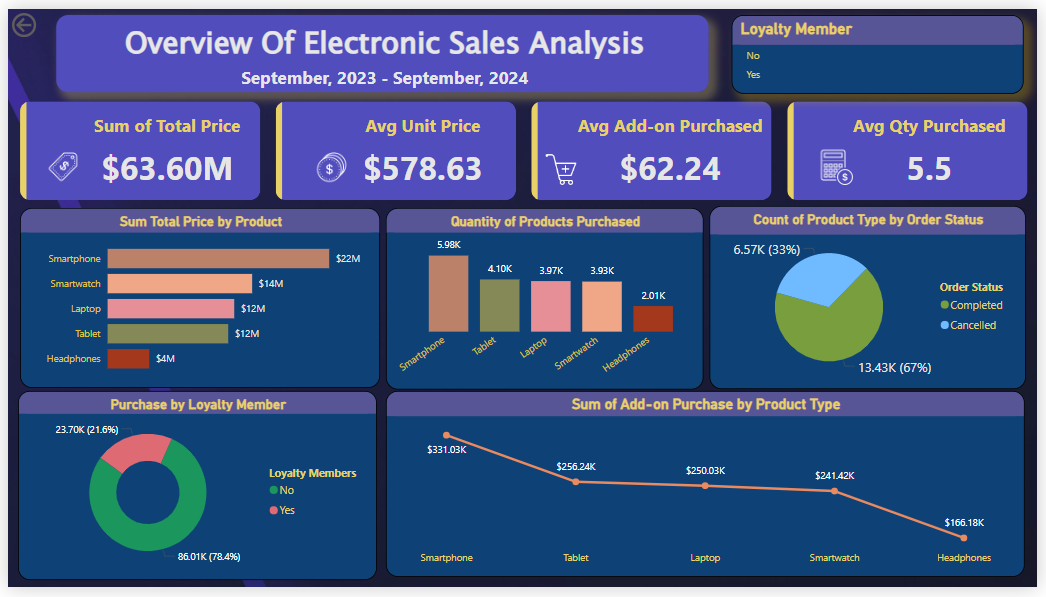 Overview Of Electronic Sales Analysis
September, 2023 - September, 2024
Loyalty Member
No
Yes
Sum of Total Price
$63.60M
Avg Unit Price
$578.63
Avg Add-on Purchased
$62.24
Avg Qty Purchased
5.5
Sum Total Price by Product
Smartphone $22M
Smartwatch $14M
Laptop $12M
Tablet $12M
Headphones $4M
Quantity of Products Purchased
5.98K 4.10K 3.97K 3.93K 2.01K
Smartphone Tablet Laptop Smartwatch Headphones
Count of Product Type by Order Status
6.57K (33%)
13.43K (67%)
Order Status
Completed
Cancelled
Purchase by Loyalty Member
23.70K (21.6%)
86.01K (78.4%)
Loyalty Members
No
Yes
Sum of Add-on Purchase by Product Type
$331.03K $256.24K $250.03K $241.42K $166.18K
Smartphone Tablet Laptop Smartwatch Headphones